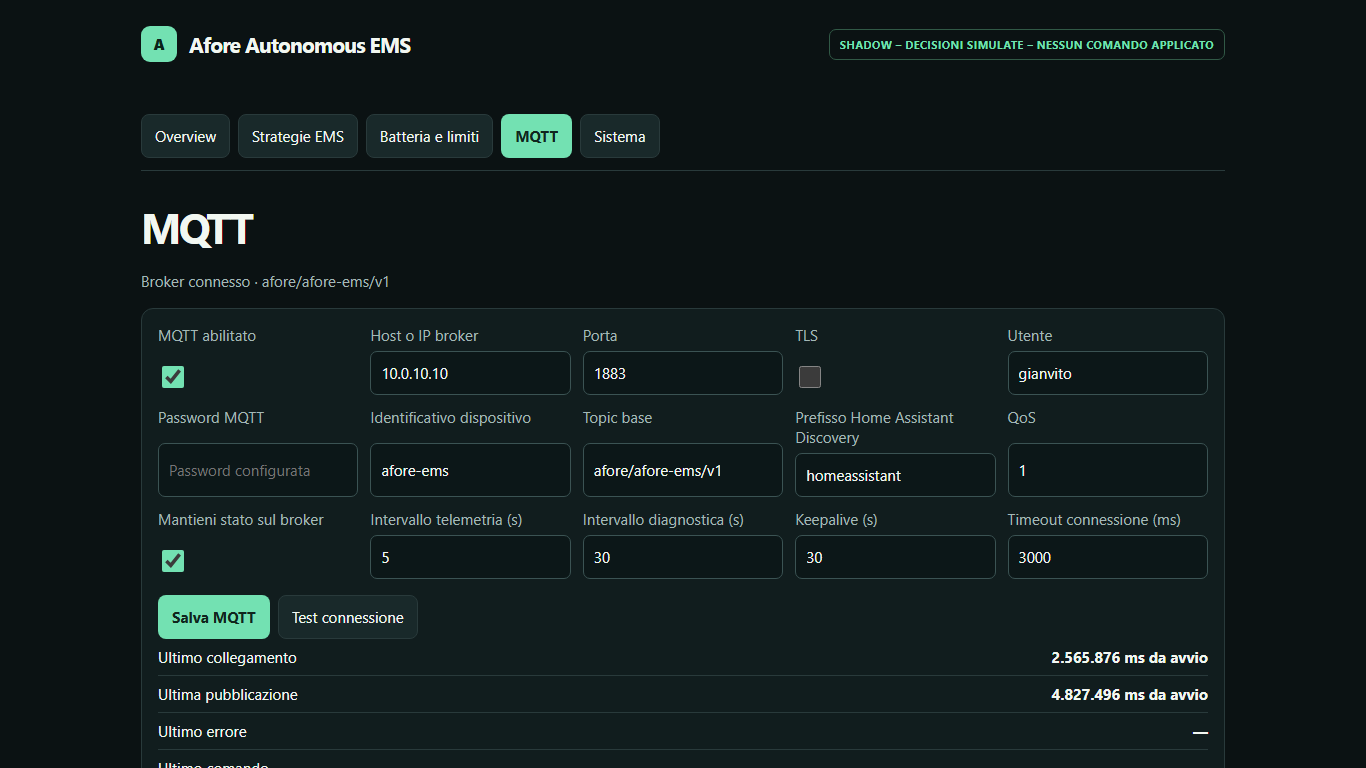 A
Afore Autonomous EMS
SHADOW – DECISIONI SIMULATE – NESSUN COMANDO APPLICATO
Overview
Strategie EMS
Batteria e limiti
MQTT
Sistema
MQTT
Broker connesso · afore/afore-ems/v1
MQTT abilitato
Host o IP broker
Porta
TLS
Utente
10.0.10.10
1883
gianvito
Password MQTT
Identificativo dispositivo
Topic base
Prefisso Home Assistant
Discovery
QoS
Password configurata
afore-ems
afore/afore-ems/v1
homeassistant
1
Mantieni stato sul broker
Intervallo telemetria (s)
Intervallo diagnostica (s)
Keepalive (s)
Timeout connessione (ms)
5
30
30
3000
Salva MQTT
Test connessione
Ultimo collegamento
2.565.876 ms da avvio
Ultima pubblicazione
4.827.496 ms da avvio
Ultimo errore
—
Ultimo comando